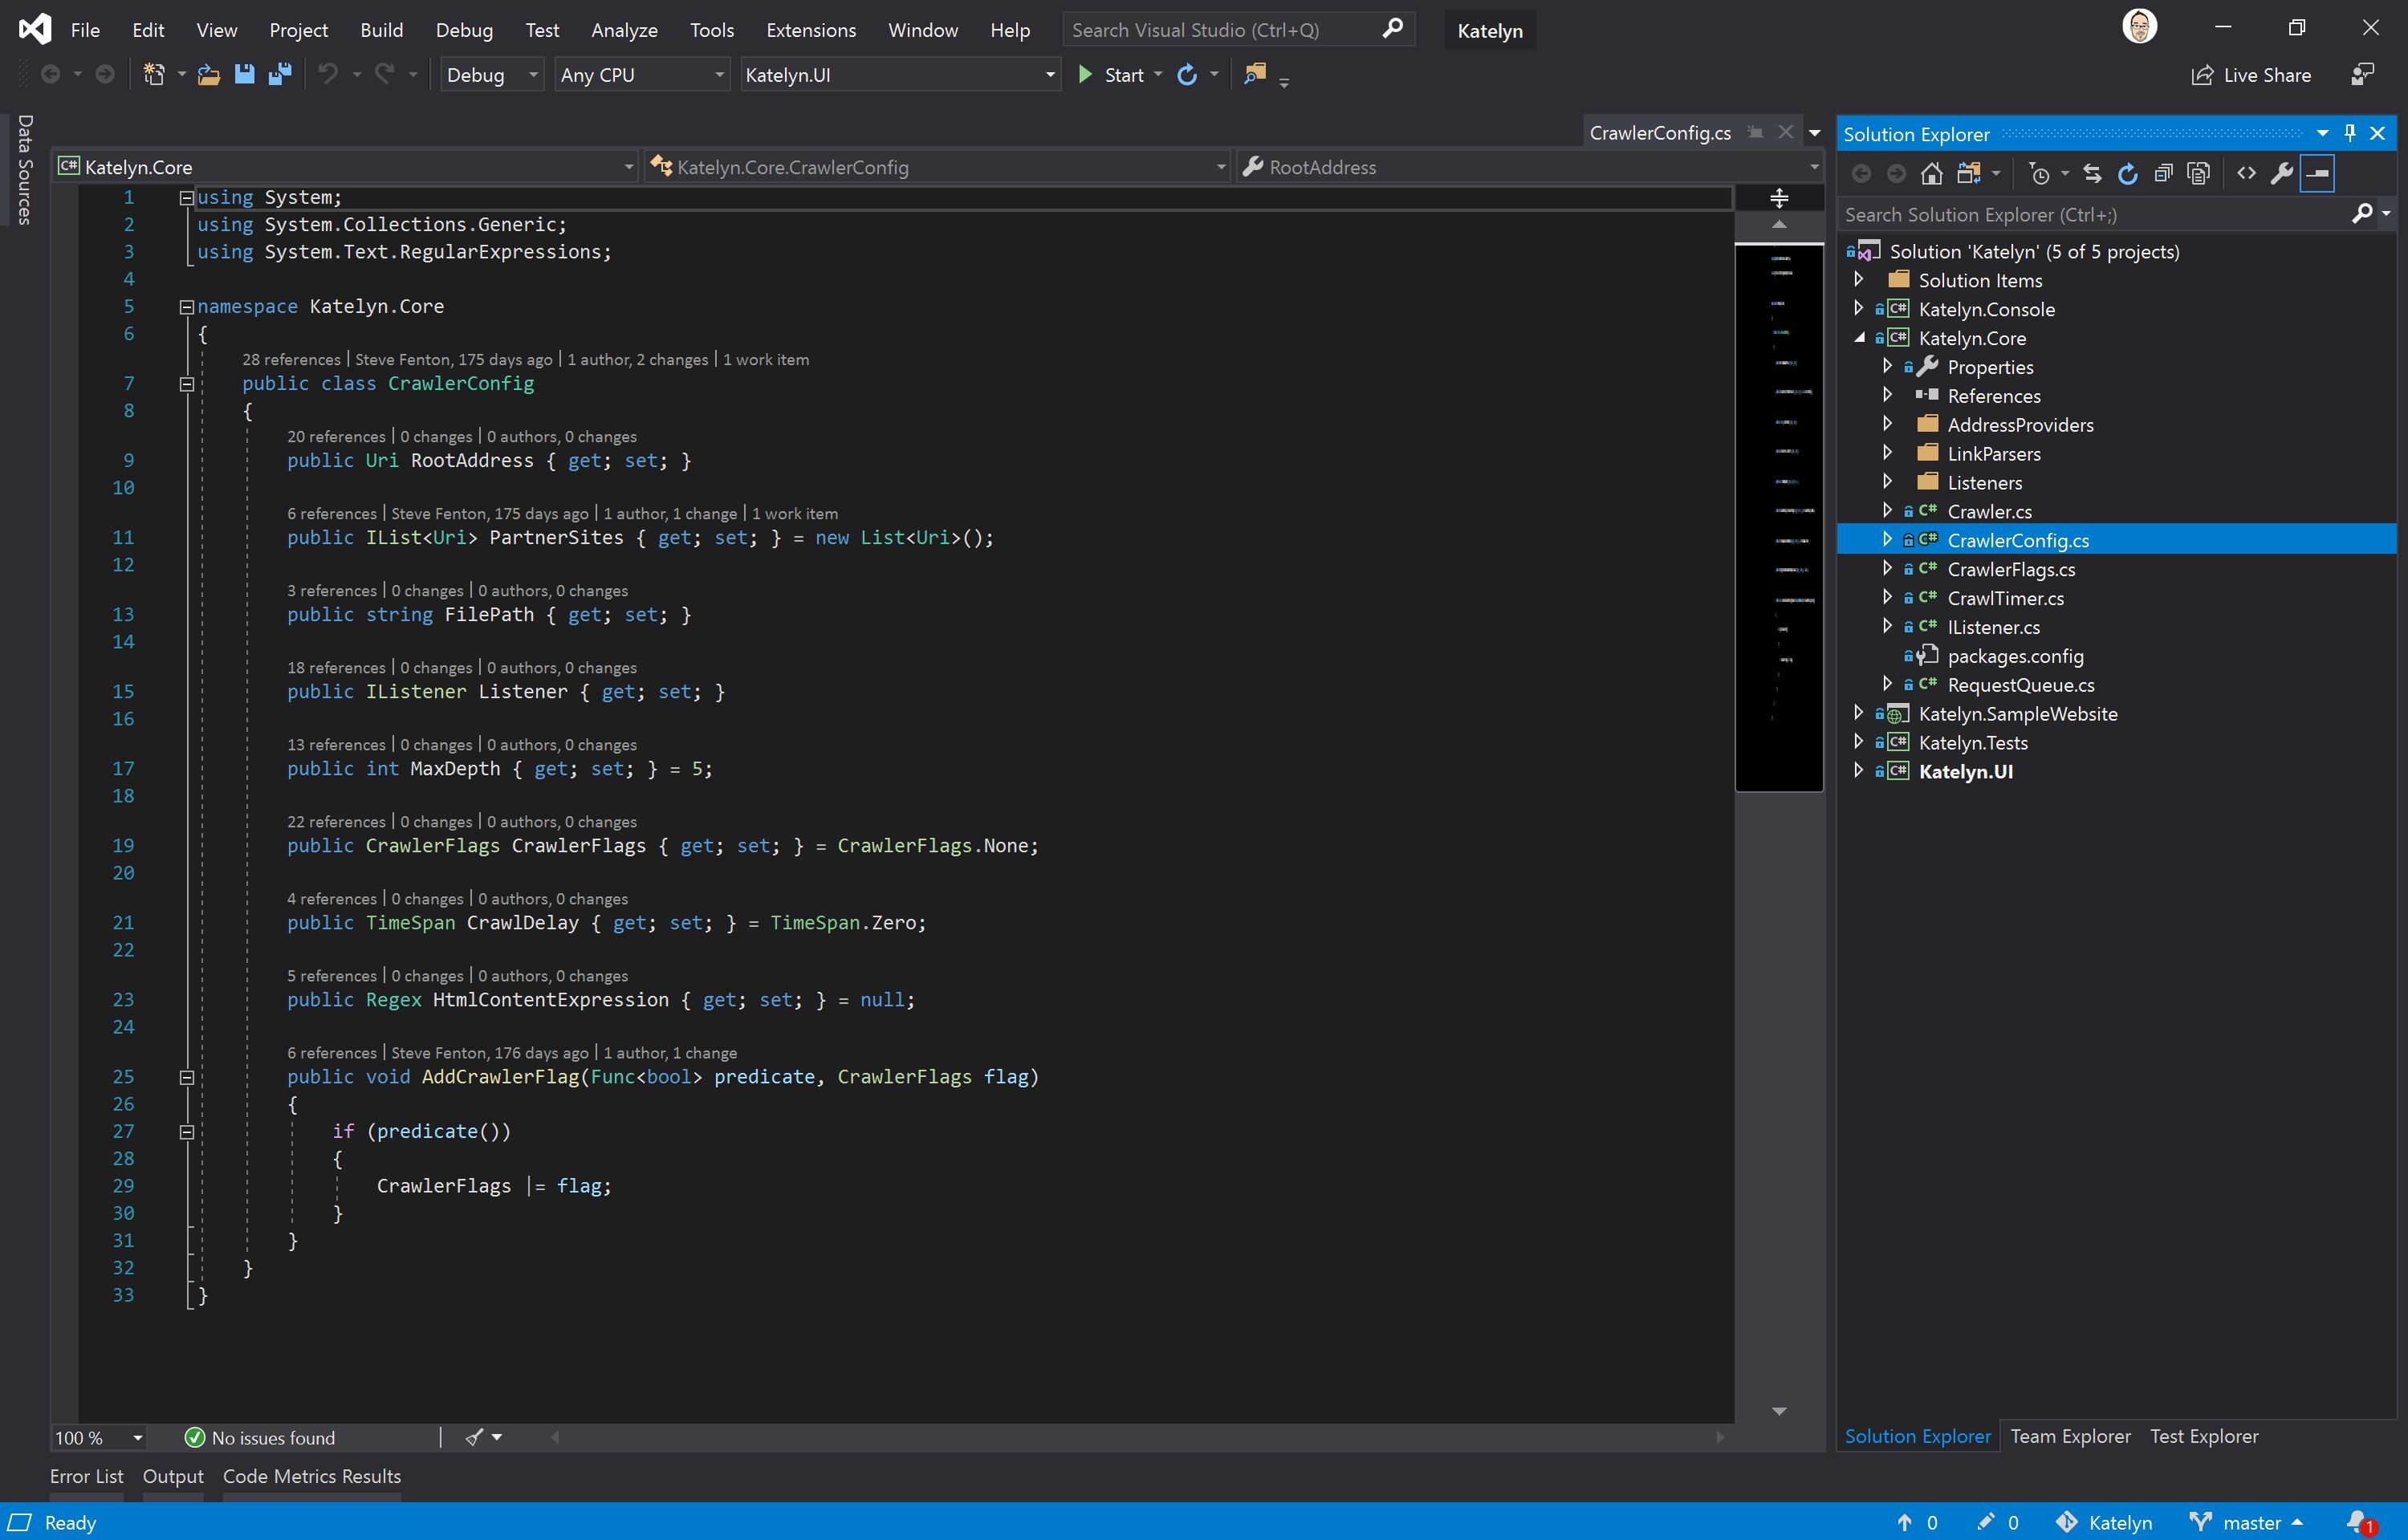 File Edit View Project Build Debug Test Analyze Tools Extensions Window Help Search Visual Studio (Ctrl+Q) Katelyn
Debug Any CPU Katelyn.UI Start Live Share
Data Sources
CrawlerConfig.cs
Katelyn.Core Katelyn.Core.CrawlerConfig RootAddress
1 using System;
2 using System.Collections.Generic;
3 using System.Text.RegularExpressions;
4
5 namespace Katelyn.Core
6 {
28 references | Steve Fenton, 175 days ago | 1 author, 2 changes | 1 work item
7 public class CrawlerConfig
8 {
20 references | 0 changes | 0 authors, 0 changes
9 public Uri RootAddress { get; set; }
10
6 references | Steve Fenton, 175 days ago | 1 author, 1 change | 1 work item
11 public IList<Uri> PartnerSites { get; set; } = new List<Uri>();
12
3 references | 0 changes | 0 authors, 0 changes
13 public string FilePath { get; set; }
14
18 references | 0 changes | 0 authors, 0 changes
15 public IListener Listener { get; set; }
16
13 references | 0 changes | 0 authors, 0 changes
17 public int MaxDepth { get; set; } = 5;
18
22 references | 0 changes | 0 authors, 0 changes
19 public CrawlerFlags CrawlerFlags { get; set; } = CrawlerFlags.None;
20
4 references | 0 changes | 0 authors, 0 changes
21 public TimeSpan CrawlDelay { get; set; } = TimeSpan.Zero;
22
5 references | 0 changes | 0 authors, 0 changes
23 public Regex HtmlContentExpression { get; set; } = null;
24
6 references | Steve Fenton, 176 days ago | 1 author, 1 change
25 public void AddCrawlerFlag(Func<bool> predicate, CrawlerFlags flag)
26 {
27 if (predicate())
28 {
29 CrawlerFlags |= flag;
30 }
31 }
32 }
33 }
100 % No issues found
Error List Output Code Metrics Results
Solution Explorer
Search Solution Explorer (Ctrl+;)
Solution 'Katelyn' (5 of 5 projects)
Solution Items
C# Katelyn.Console
C# Katelyn.Core
Properties
References
AddressProviders
LinkParsers
Listeners
C# Crawler.cs
C# CrawlerConfig.cs
C# CrawlerFlags.cs
C# CrawlTimer.cs
C# IListener.cs
packages.config
C# RequestQueue.cs
Katelyn.SampleWebsite
C# Katelyn.Tests
C# Katelyn.UI
Solution Explorer Team Explorer Test Explorer
Ready 0 0 Katelyn master 1